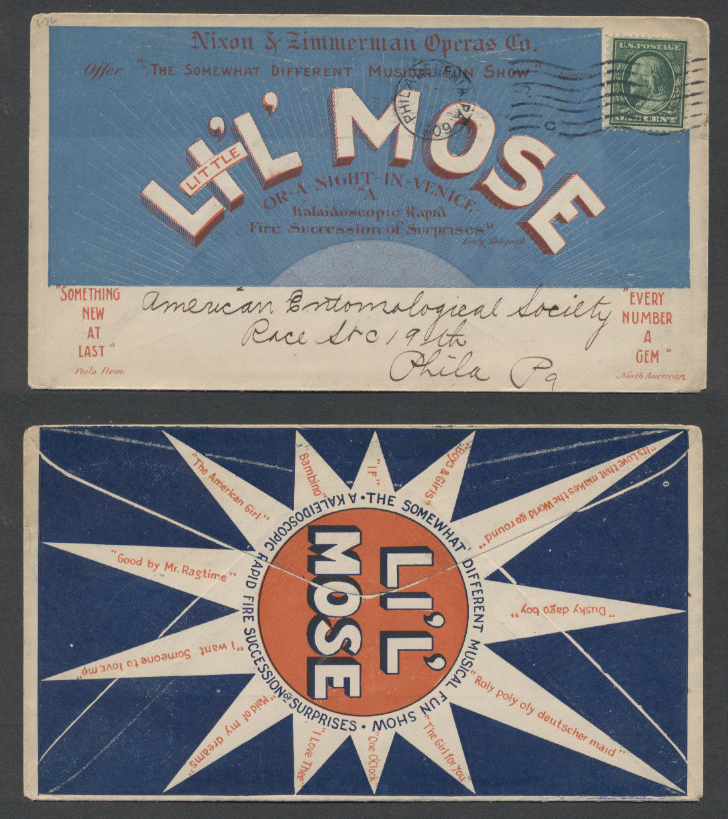 Nixon & Zimmerman Operas Co.
Offer "The Somewhat Different Musical Fun Show"
U.S. POSTAGE
ONE CENT
PHILADELPHIA PA
09
LI'L' MOSE
LITTLE
OR-A-NIGHT-IN-VENICE
"A
Kalaidoscopic Rapid
Fire Succession of Surprises"
"SOMETHING
NEW
AT
LAST"
Phila. Item.
American Entomological Society
Race St c 19th
Phila Pa
"EVERY
NUMBER
A
GEM"
North American
"The American Girl"
"Bambino"
"IF"
"Boys & Girls"
"Its Love that makes the World go round"
"Good by Mr. Ragtime"
"Dusky dago boy"
"I want Someone to love me"
"Roly poly oly deutscher maid"
"Maid of my dreams"
"I Love Thee"
"One O'Clock"
"The Girl for You"
THE SOMEWHAT DIFFERENT MUSICAL FUN SHOW •
A KALEIDOSCOPIC RAPID FIRE SUCCESSION OF SURPRISES •
LI'L'
MOSE